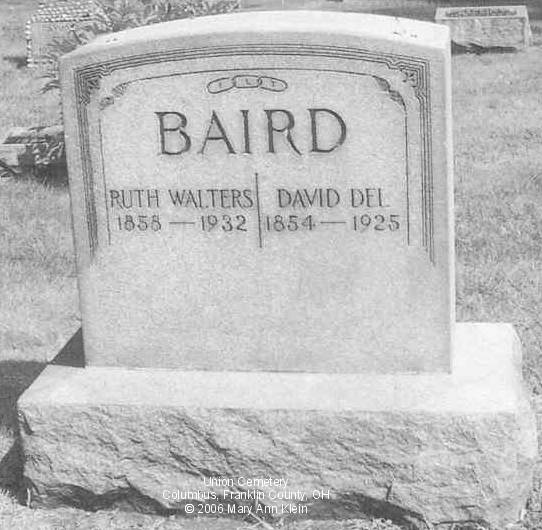 F L T
BAIRD
RUTH WALTERS DAVID DEL
1858 — 1932 1854 — 1925
Union Cemetery
Columbus, Franklin County, OH
© 2006 Mary Ann Klein